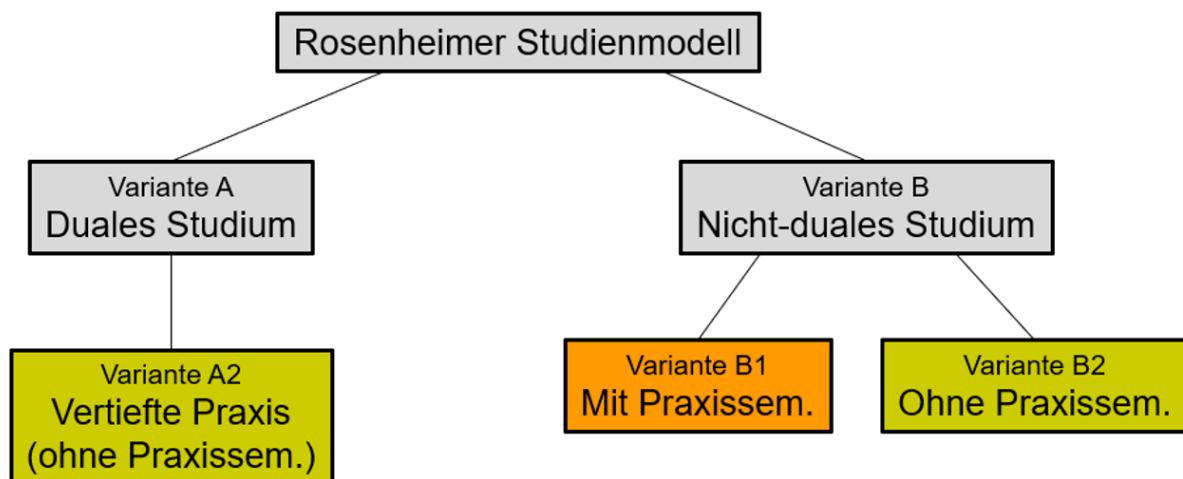 Rosenheimer Studienmodell
Variante A
Duales Studium
Variante B
Nicht-duales Studium
Variante A2
Vertiefte Praxis
(ohne Praxissem.)
Variante B1
Mit Praxissem.
Variante B2
Ohne Praxissem.